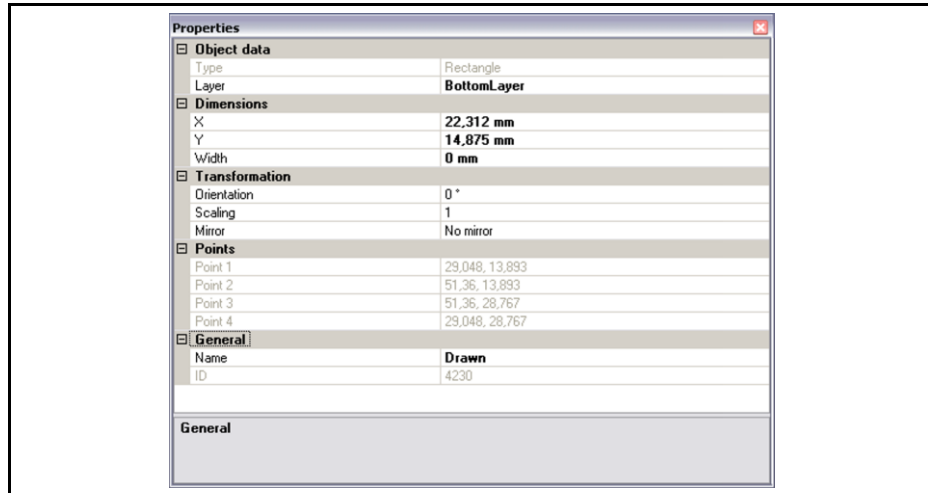 Properties
Object data
Type Rectangle
Layer BottomLayer
Dimensions
X 22,312 mm
Y 14,875 mm
Width 0 mm
Transformation
Orientation 0 °
Scaling 1
Mirror No mirror
Points
Point 1 29,048, 13,893
Point 2 51,36, 13,893
Point 3 51,36, 28,767
Point 4 29,048, 28,767
General
Name Drawn
ID 4230
General